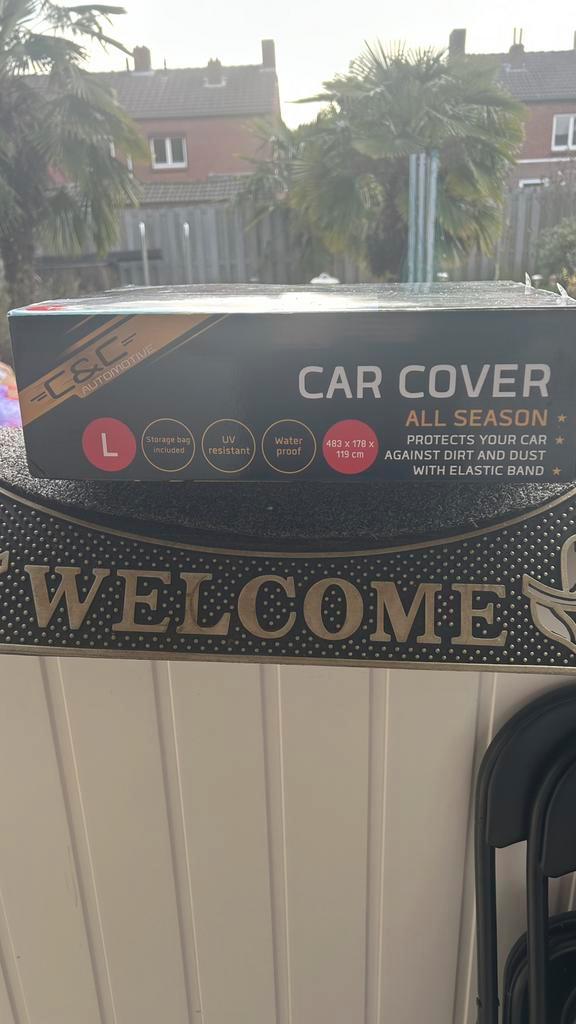 C&C
AUTOMOTIVE
CAR COVER
ALL SEASON
PROTECTS YOUR CAR
AGAINST DIRT AND DUST
WITH ELASTIC BAND
L
Storage bag
included
UV
resistant
Water
proof
483 x 178 x
119 cm
WELCOME